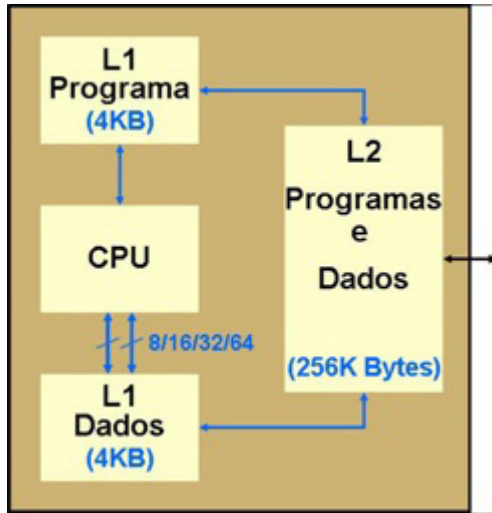 L1
Programa
(4KB)
L2
Programas
e
Dados
(256K Bytes)
CPU
8/16/32/64
L1
Dados
(4KB)